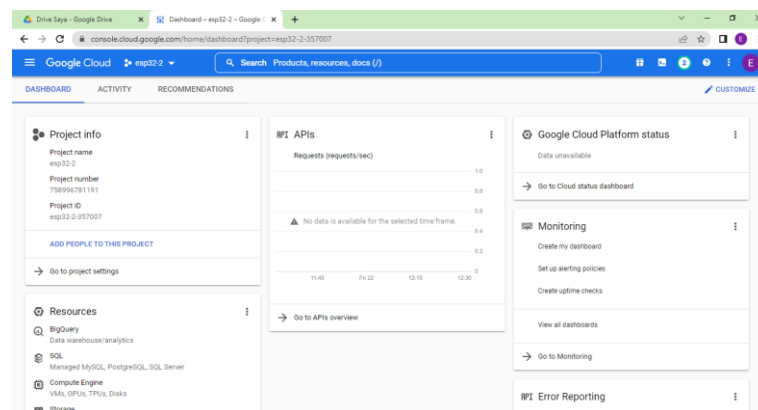 Drive Saya - Google Drive
Dashboard – esp32-2 – Google C
console.cloud.google.com/home/dashboard?project=esp32-2-357007
Google Cloud
esp32-2
Search Products, resources, docs (/)
2
E
DASHBOARD
ACTIVITY
RECOMMENDATIONS
CUSTOMIZE
Project info
Project name
esp32-2
Project number
758996781191
Project ID
esp32-2-357007
ADD PEOPLE TO THIS PROJECT
Go to project settings
Resources
BigQuery
Data warehouse/analytics
SQL
Managed MySQL, PostgreSQL, SQL Server
Compute Engine
VMs, GPUs, TPUs, Disks
Storage
API APIs
Requests (requests/sec)
1.0
0.8
0.6
No data is available for the selected time frame.
0.4
0.2
0
11:45 Fri 22 12:15 12:30
Go to APIs overview
Google Cloud Platform status
Data unavailable
Go to Cloud status dashboard
Monitoring
Create my dashboard
Set up alerting policies
Create uptime checks
View all dashboards
Go to Monitoring
Error Reporting